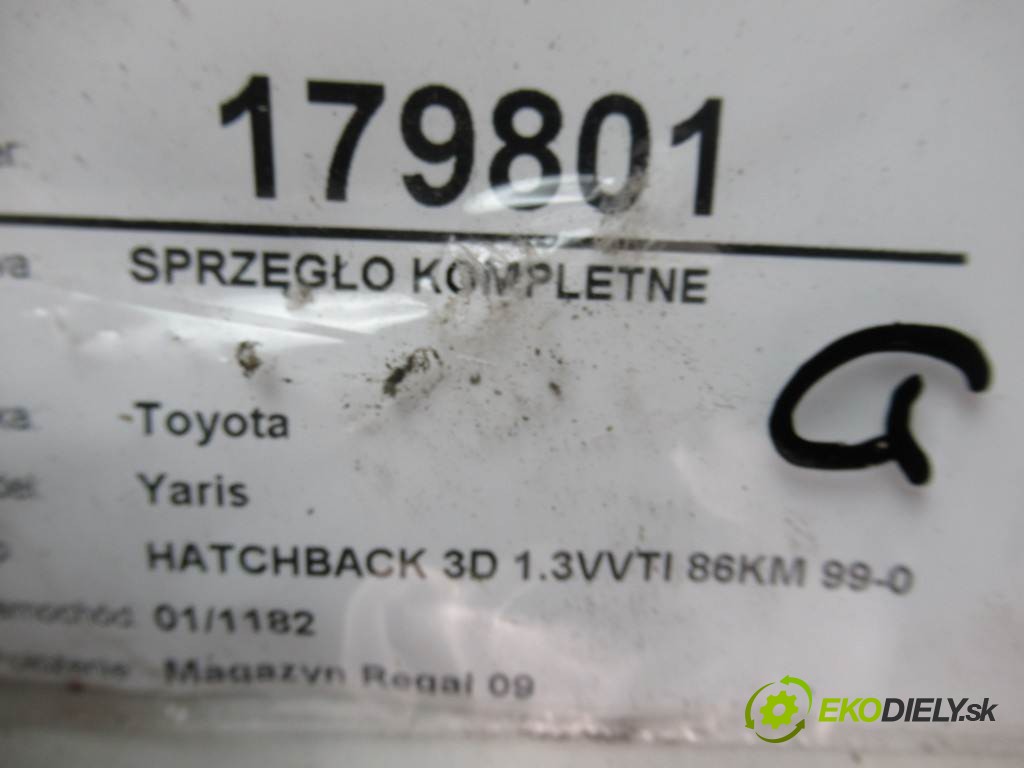 179801
SPRZĘGŁO KOMPLETNE
Toyota
Yaris
HATCHBACK 3D 1.3VVTI 86KM 99-0
01/1182
Magazyn Regal 09
G
EKODIELY.sk